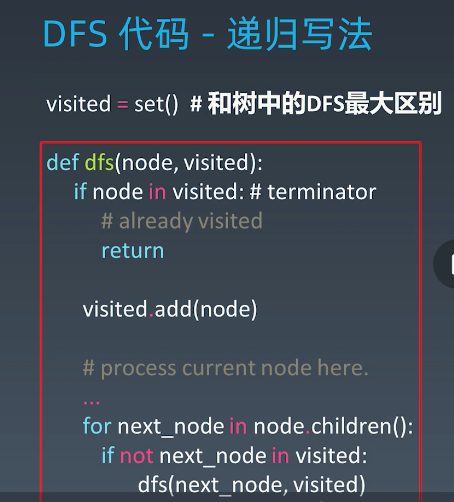 DFS 代码 - 递归写法
visited = set() # 和树中的DFS最大区别
def dfs(node, visited):
if node in visited: # terminator
# already visited
return
visited.add(node)
# process current node here.
...
for next_node in node.children():
if not next_node in visited:
dfs(next_node, visited)